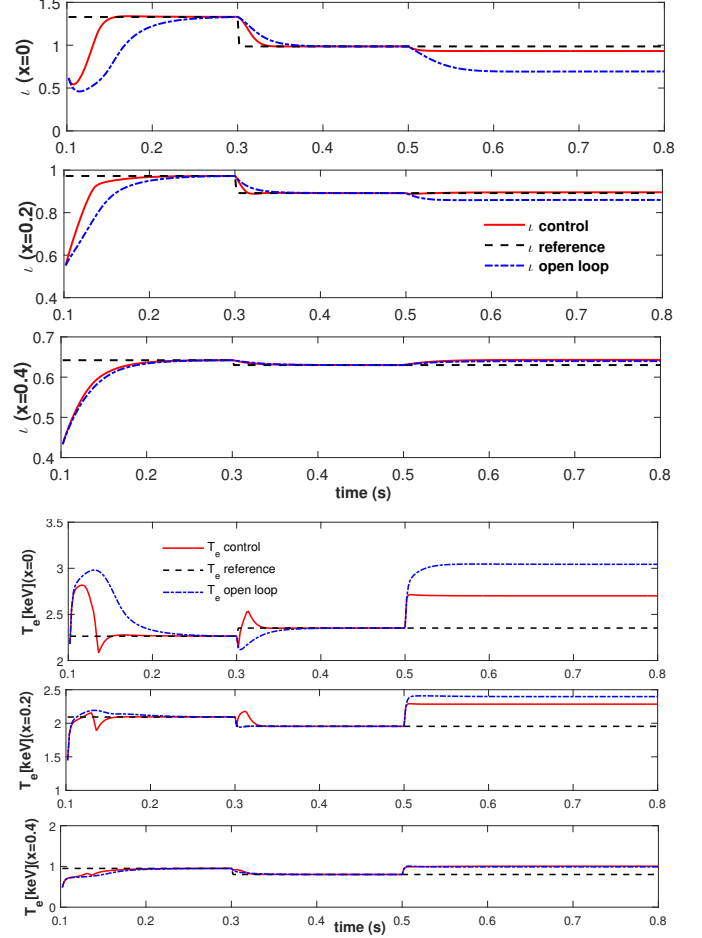 1.5
1
0.5
0
ι (x=0)
0.1 0.2 0.3 0.4 0.5 0.6 0.7 0.8
1
0.8
0.6
0.4
ι (x=0.2)
ι control
ι reference
ι open loop
0.1 0.2 0.3 0.4 0.5 0.6 0.7 0.8
0.7
0.6
0.5
0.4
ι (x=0.4)
0.1 0.2 0.3 0.4 0.5 0.6 0.7 0.8
time (s)
3.5
3
2.5
2
T_e[keV](x=0)
T_e control
T_e reference
T_e open loop
0.1 0.2 0.3 0.4 0.5 0.6 0.7 0.8
2.5
2
1.5
1
T_e[keV](x=0.2)
0.1 0.2 0.3 0.4 0.5 0.6 0.7 0.8
2
1
0
T_e[keV](x=0.4)
0.1 0.2 0.3 0.4 0.5 0.6 0.7 0.8
time (s)